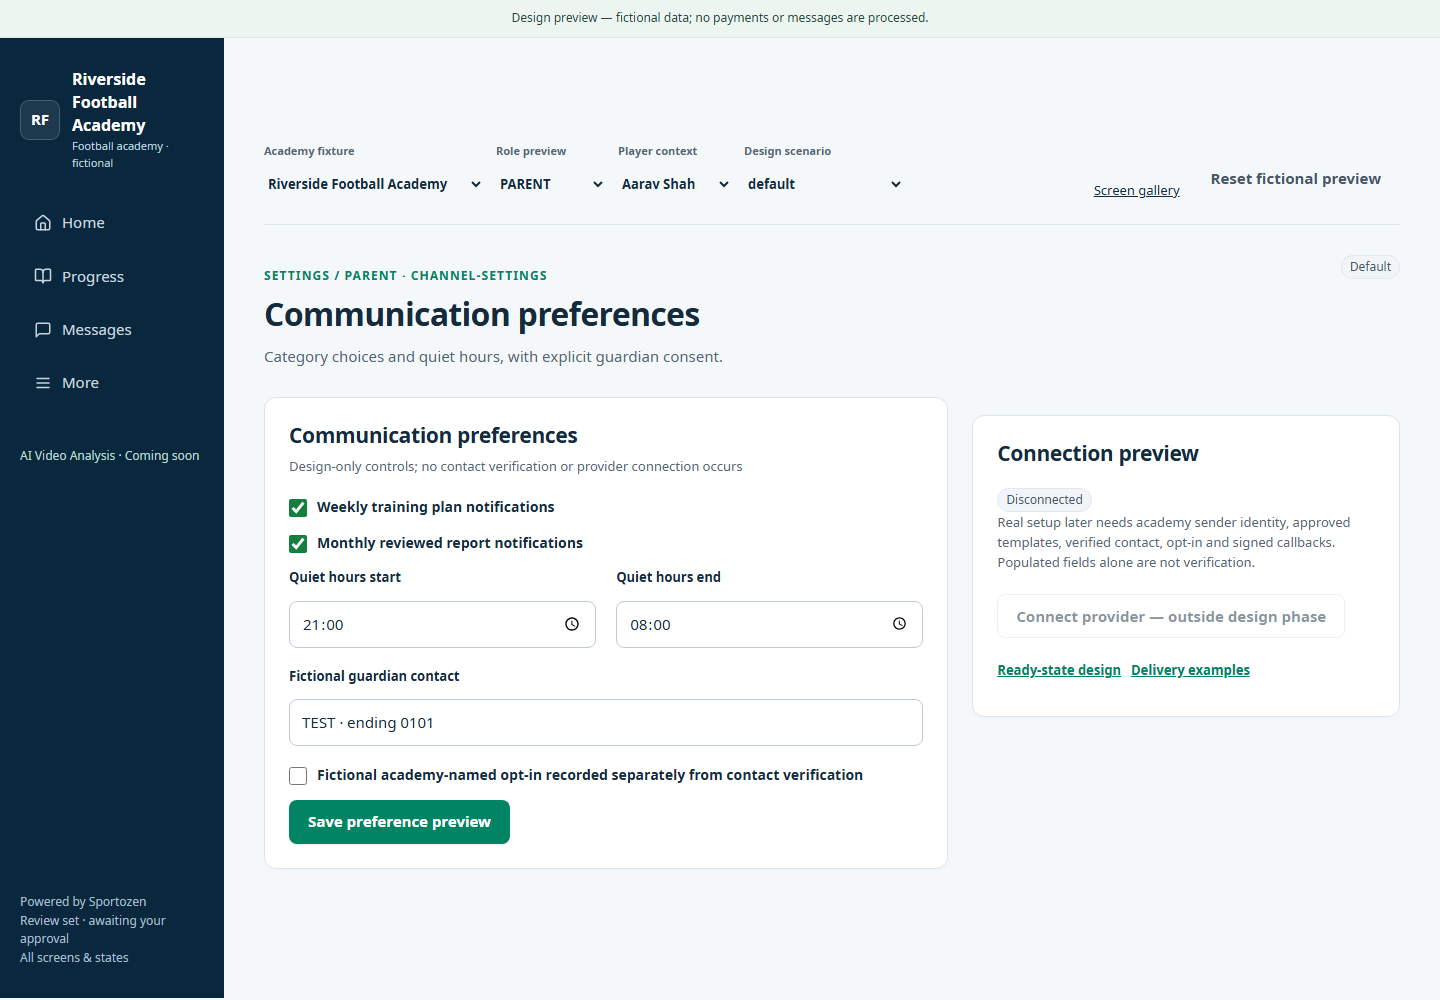 Design preview — fictional data; no payments or messages are processed.
RF
Riverside
Football
Academy
Football academy ·
fictional
Home
Progress
Messages
More
AI Video Analysis · Coming soon
Powered by Sportozen
Review set · awaiting your
approval
All screens & states
Academy fixture
Riverside Football Academy
Role preview
PARENT
Player context
Aarav Shah
Design scenario
default
Screen gallery
Reset fictional preview
SETTINGS / PARENT · CHANNEL-SETTINGS
Default
Communication preferences
Category choices and quiet hours, with explicit guardian consent.
Communication preferences
Design-only controls; no contact verification or provider connection occurs
Weekly training plan notifications
Monthly reviewed report notifications
Quiet hours start
Quiet hours end
21:00
08:00
Fictional guardian contact
TEST · ending 0101
Fictional academy-named opt-in recorded separately from contact verification
Save preference preview
Connection preview
Disconnected
Real setup later needs academy sender identity, approved
templates, verified contact, opt-in and signed callbacks.
Populated fields alone are not verification.
Connect provider — outside design phase
Ready-state design
Delivery examples